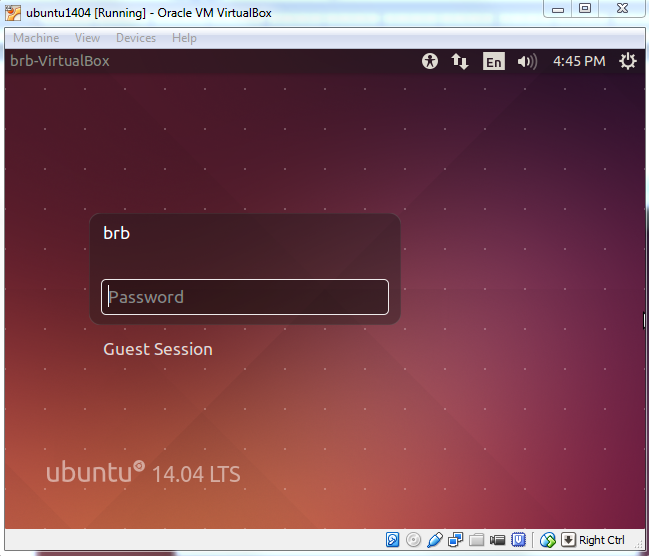 ubuntu1404 [Running] - Oracle VM VirtualBox
Machine View Devices Help
brb-VirtualBox En 4:45 PM
brb
Password
Guest Session
ubuntu 14.04 LTS
Right Ctrl